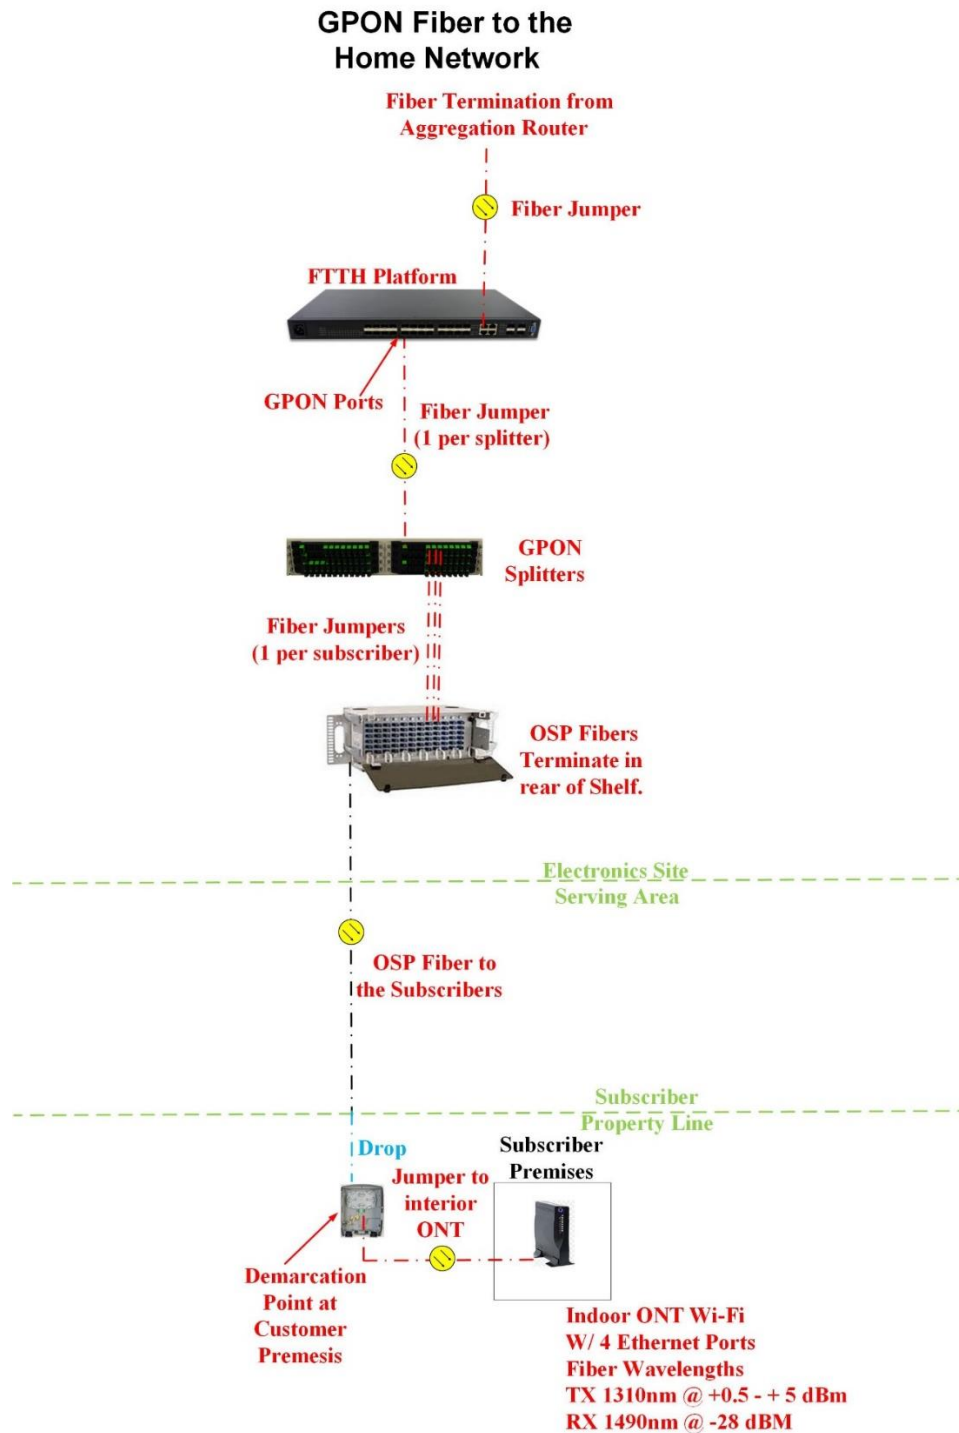 GPON Fiber to the
Home Network
Fiber Termination from
Aggregation Router
Fiber Jumper
FTTH Platform
GPON Ports
Fiber Jumper
(1 per splitter)
GPON
Splitters
Fiber Jumpers
(1 per subscriber)
OSP Fibers
Terminate in
rear of Shelf.
Electronics Site
Serving Area
OSP Fiber to
the Subscribers
Subscriber
Property Line
Drop
Subscriber
Premises
Jumper to
interior
ONT
Demarcation
Point at
Customer
Premesis
Indoor ONT Wi-Fi
W/ 4 Ethernet Ports
Fiber Wavelengths
TX 1310nm @ +0.5 - + 5 dBm
RX 1490nm @ -28 dBM